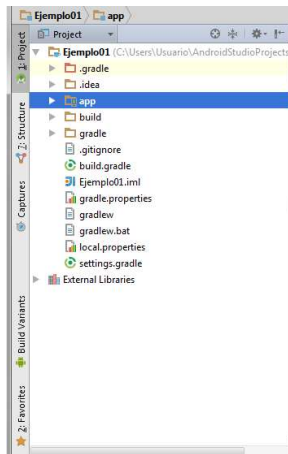 Ejemplo01 app
Project
Ejemplo01 (C:\Users\Usuario\AndroidStudioProjects
.gradle
.idea
app
build
gradle
.gitignore
build.gradle
Ejemplo01.iml
gradle.properties
gradlew
gradlew.bat
local.properties
settings.gradle
External Libraries
1: Project
7: Structure
Captures
Build Variants
2: Favorites